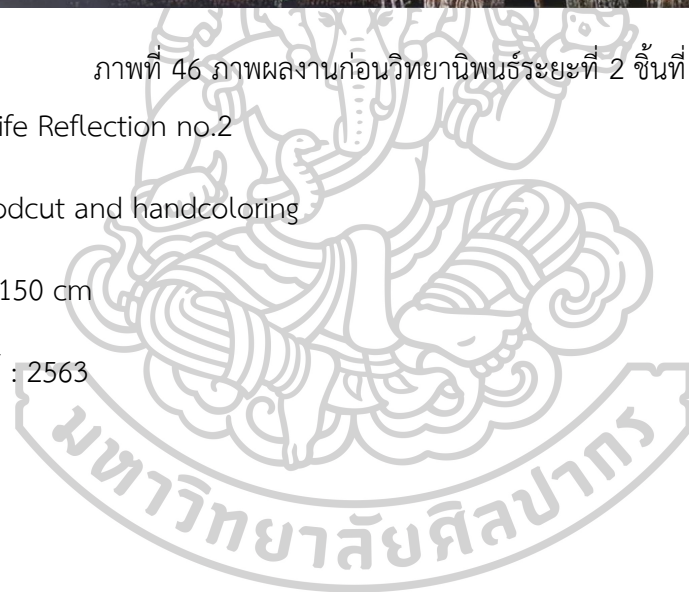 ภาพที่ 46 ภาพผลงานก่อนวิทยานิพนธ์ระยะที่ 2 ชิ้นที่
ife Reflection no.2
odcut and handcoloring
150 cm
: 2563
มหาวิทยาลัยศิลปากร